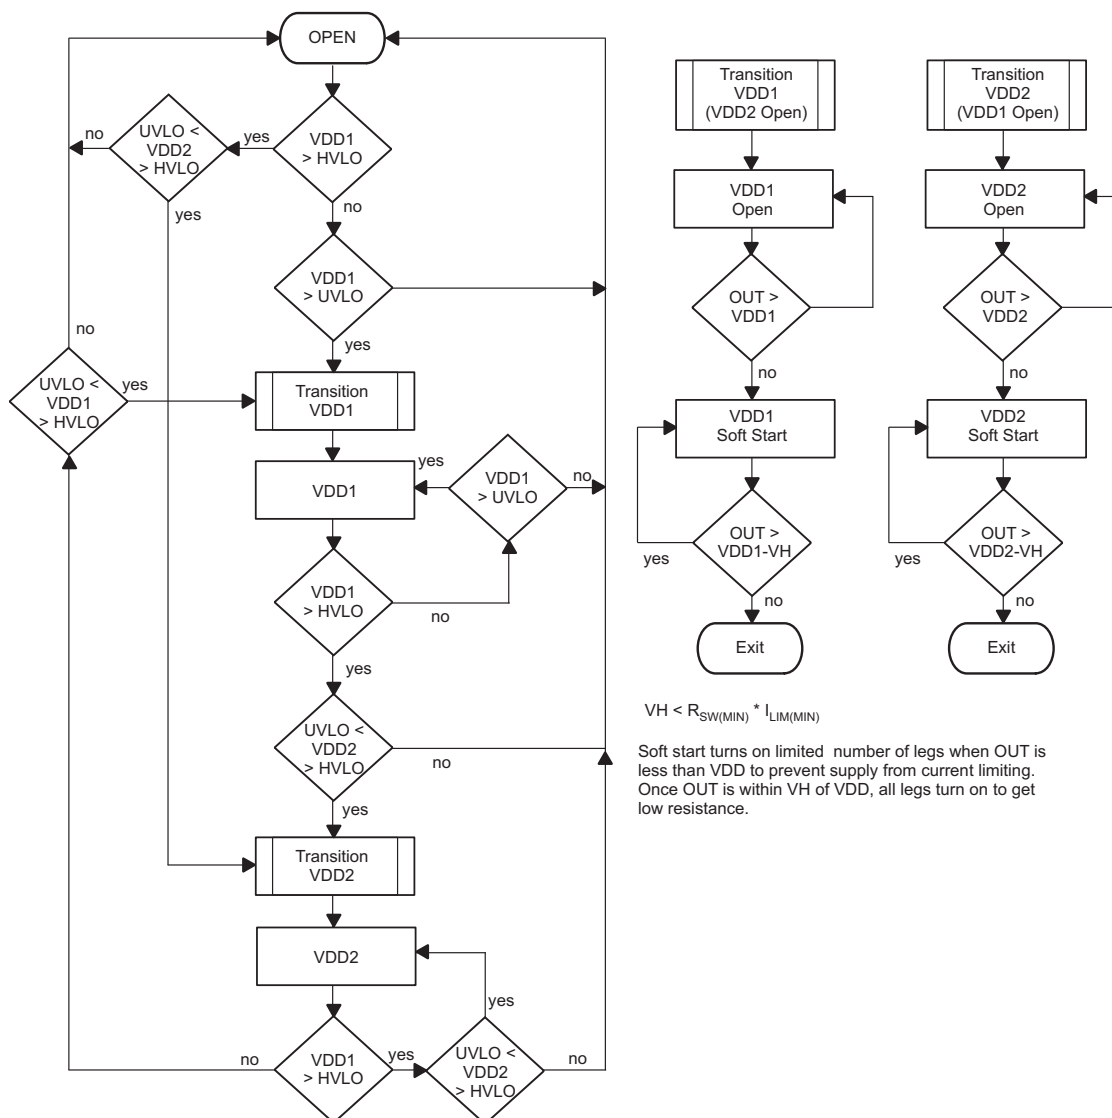 OPEN
VDD1
> HVLO
yes
no
UVLO <
VDD2
> HVLO
no
yes
VDD1
> UVLO
yes
UVLO <
VDD1
> HVLO
no
yes
Transition
VDD1
VDD1
VDD1
> UVLO
yes
no
VDD1
> HVLO
no
yes
UVLO <
VDD2
> HVLO
no
yes
Transition
VDD2
VDD2
VDD1
> HVLO
no
yes
UVLO <
VDD2
> HVLO
yes
no
Transition
VDD1
(VDD2 Open)
VDD1
Open
OUT >
VDD1
no
VDD1
Soft Start
OUT >
VDD1-VH
yes
no
Exit
Transition
VDD2
(VDD1 Open)
VDD2
Open
OUT >
VDD2
no
VDD2
Soft Start
OUT >
VDD2-VH
yes
no
Exit
VH < RSW(MIN) * ILIM(MIN)
Soft start turns on limited number of legs when OUT is
less than VDD to prevent supply from current limiting.
Once OUT is within VH of VDD, all legs turn on to get
low resistance.